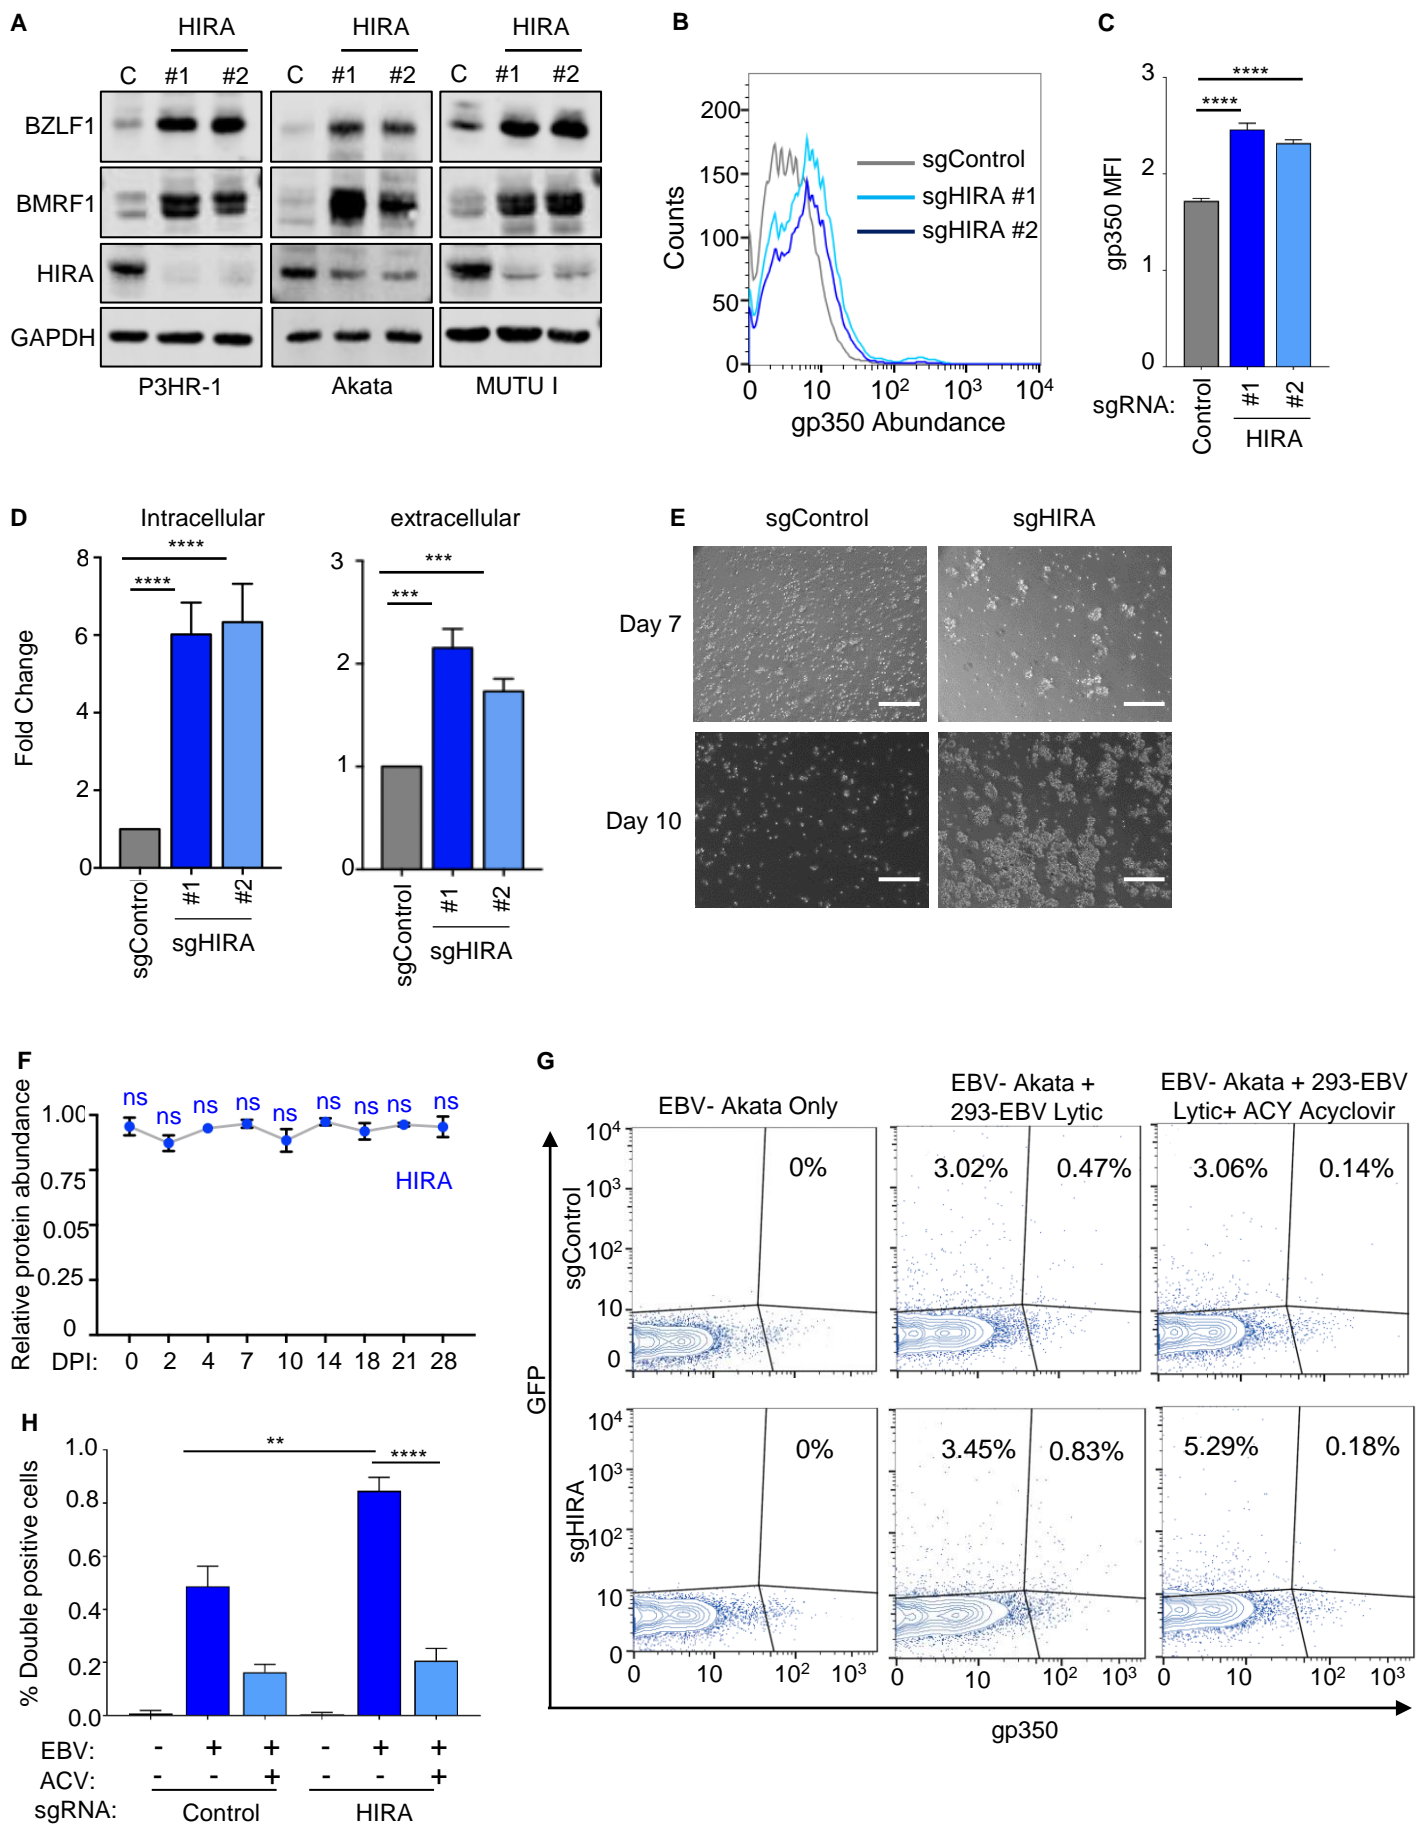 A
HIRA HIRA HIRA
C #1 #2 C #1 #2 C #1 #2
BZLF1
BMRF1
HIRA
GAPDH
P3HR-1 Akata MUTU I
B
200
150
100
50
0
Counts
sgControl
sgHIRA #1
sgHIRA #2
0 10 10² 10³ 10⁴
gp350 Abundance
C
3
2
1
0
gp350 MFI
**** 
****
sgRNA: Control #1 #2
HIRA
D
Intracellular extracellular
Fold Change
8
6
4
2
0
****
****
sgControl #1 #2
sgHIRA
3
2
1
0
***
***
sgControl #1 #2
sgHIRA
E
sgControl sgHIRA
Day 7
Day 10
F
Relative protein abundance
1.00
0.75
0.05
0.25
0
ns ns ns ns ns ns ns ns ns
HIRA
DPI: 0 2 4 7 10 14 18 21 28
G
EBV- Akata Only
EBV- Akata +
293-EBV Lytic
EBV- Akata + 293-EBV
Lytic+ ACY Acyclovir
sgControl
10⁴
10³
10²
10
0
0% 3.02% 0.47% 3.06% 0.14%
GFP
sgHIRA
10⁴
10³
10²
10
0
0% 3.45% 0.83% 5.29% 0.18%
0 10 10² 10³ 0 10 10² 10³ 0 10 10² 10³
gp350
H
% Double positive cells
1.0
0.8
0.6
0.4
0.2
0.0
**
****
EBV: - + + - + +
ACV: - - + - - +
sgRNA: Control HIRA